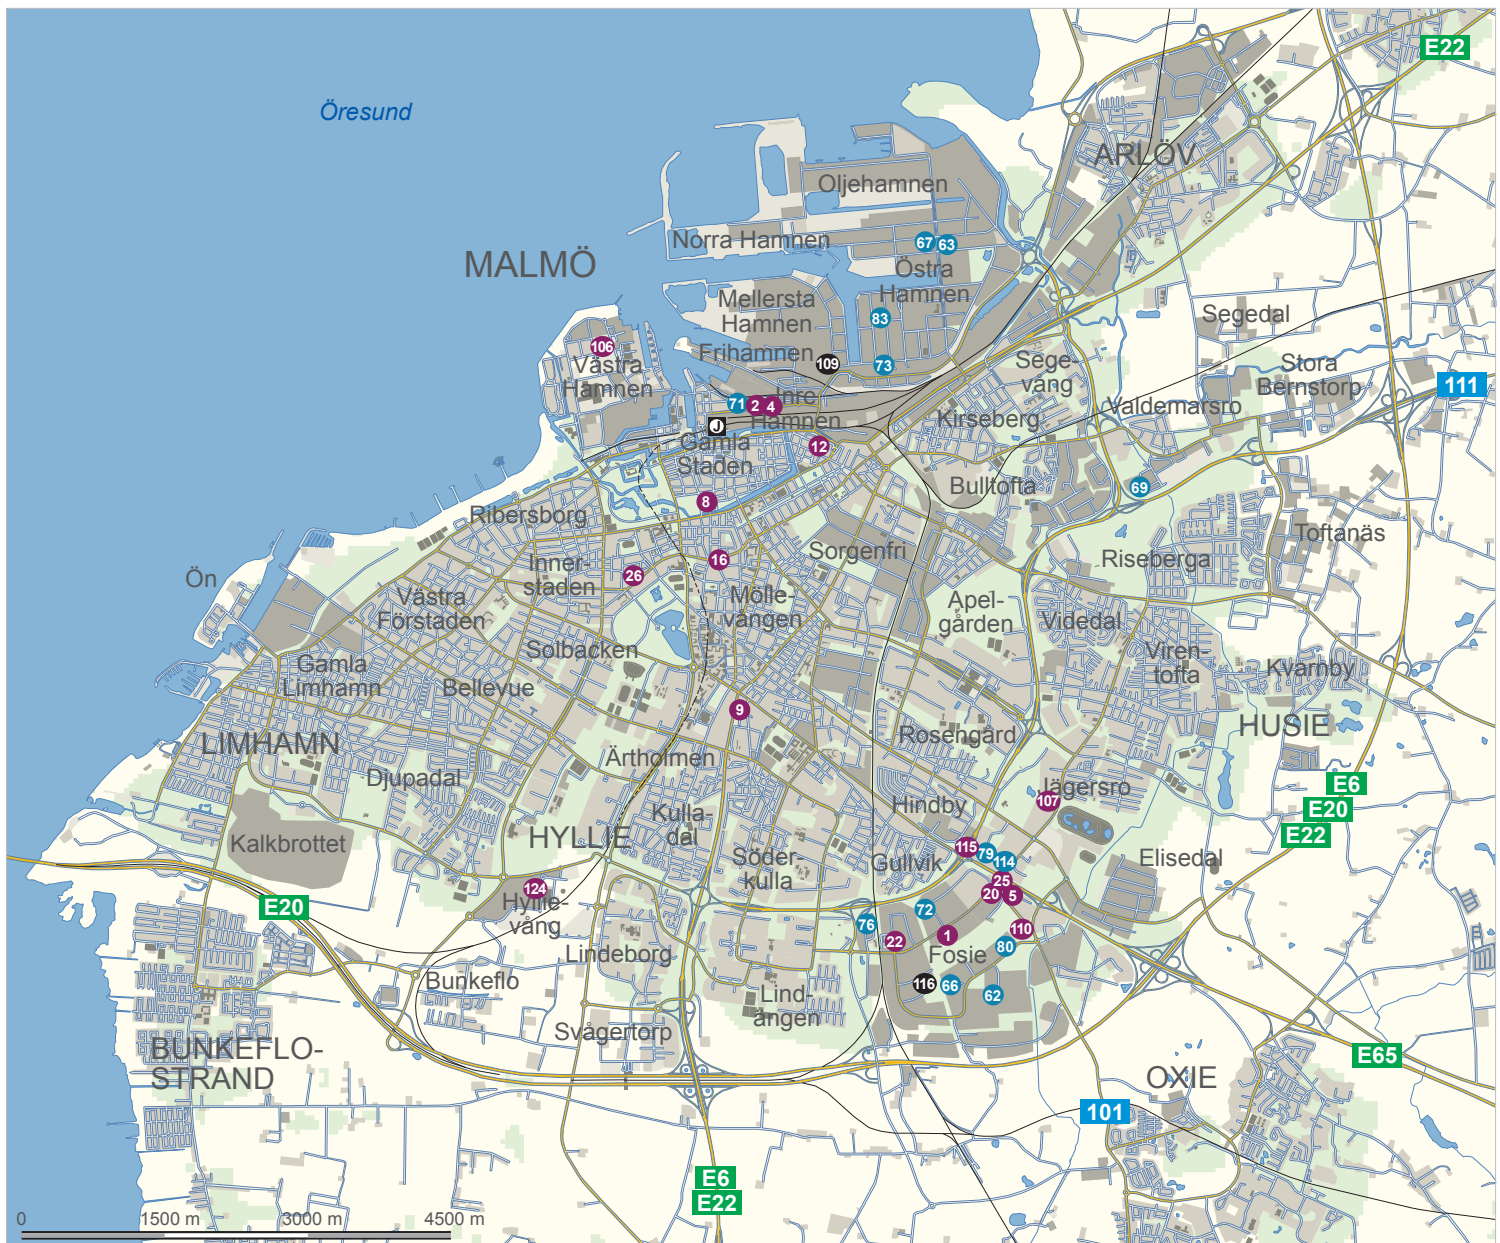 E22
Öresund
ARLÖV
Oljehamnen
MALMÖ
Norra Hamnen
67
63
Östra
Hamnen
Mellersta
Hamnen
83
Segedal
106
Västra
Hamnen
Frihamnen
109
73
Sege-
vång
Stora
Bernstorp
111
71
2
4
Inre
Hamnen
Kirseberg
Valdemarsro
J
Gamla
Staden
12
8
Bulltofta
69
Ribersborg
Toftanäs
Sorgenfri
Riseberga
16
Inner-
staden
26
Ön
Västra
Förstaden
Mölle-
vången
Apel-
gården
Videdal
Solbacken
Viren-
tofta
Kvarnby
Gamla
Limhamn
Bellevue
9
HUSIE
LIMHAMN
Rosengård
Ärtholmen
Djupadal
Jägersro
E6
107
Hindby
E20
Kulla-
dal
E22
HYLLIE
Kalkbrottet
115
79
114
Gullvik
Elisedal
Söder-
kulla
25
124
20
5
Hyllie-
vång
E20
72
76
110
1
22
80
Fosie
Lindeborg
Bunkeflo
116
66
62
Lind-
ängen
Svågertorp
BUNKEFLO-
STRAND
E65
OXIE
101
E6
E22
0
1500 m
3000 m
4500 m